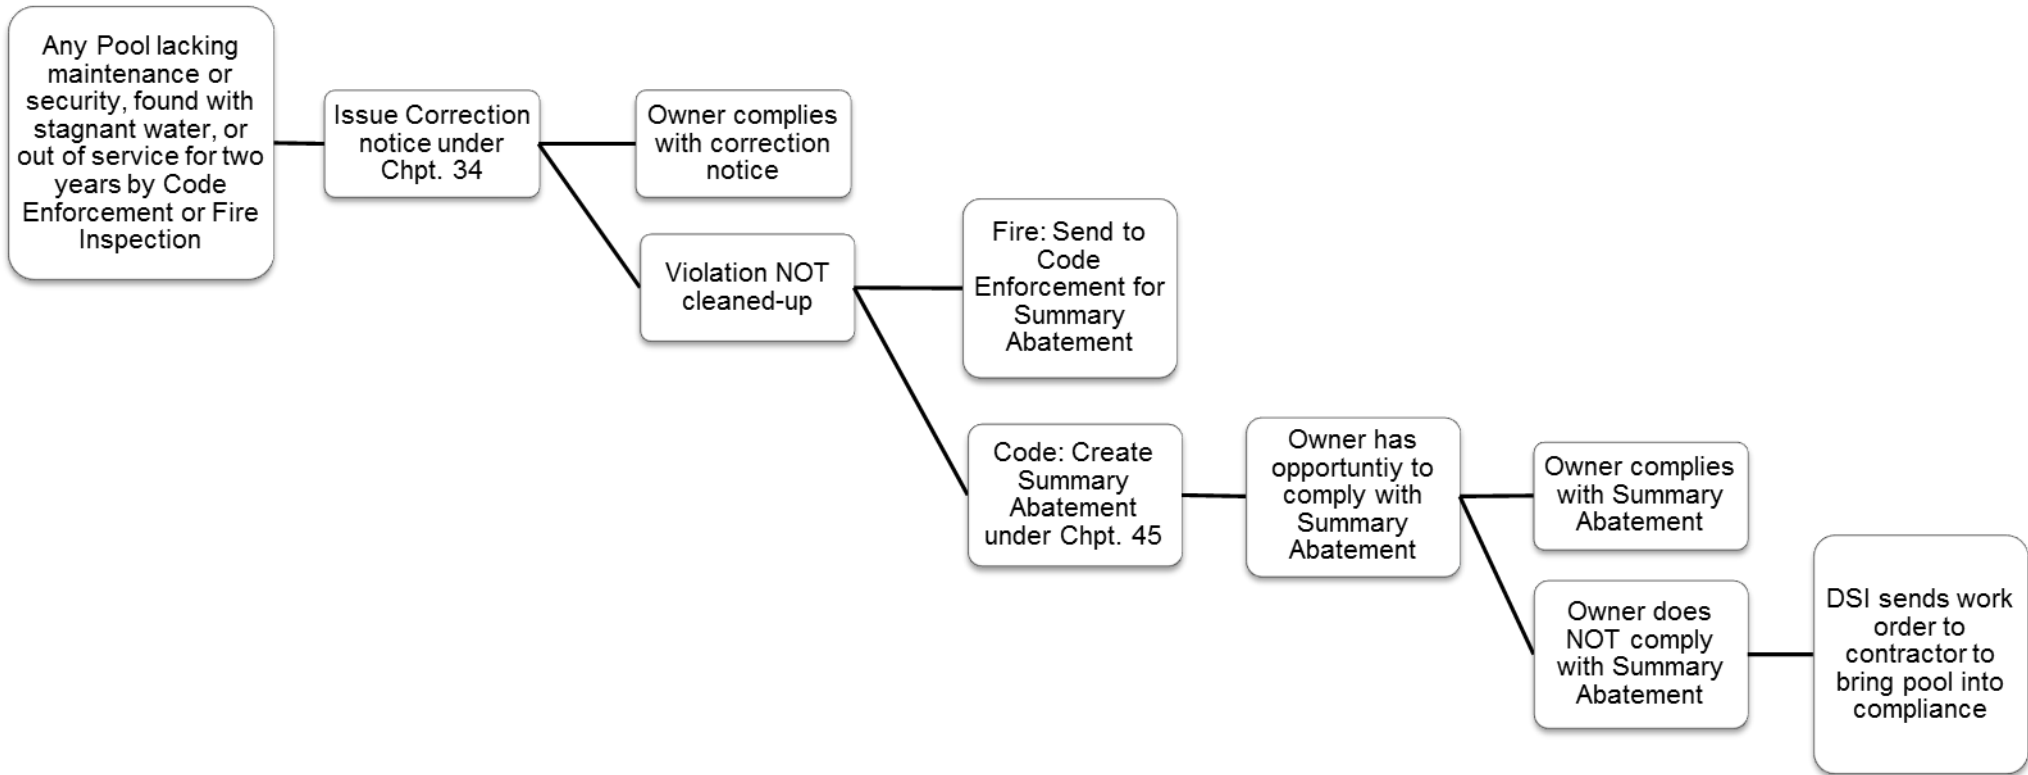 Any Pool lacking
maintenance or
security, found with
stagnant water, or
out of service for two
years by Code
Enforcement or Fire
Inspection
Issue Correction
notice under
Chpt. 34
Owner complies
with correction
notice
Violation NOT
cleaned-up
Fire: Send to
Code
Enforcement for
Summary
Abatement
Code: Create
Summary
Abatement
under Chpt. 45
Owner has
opportuntiy to
comply with
Summary
Abatement
Owner complies
with Summary
Abatement
Owner does
NOT comply
with Summary
Abatement
DSI sends work
order to
contractor to
bring pool into
compliance